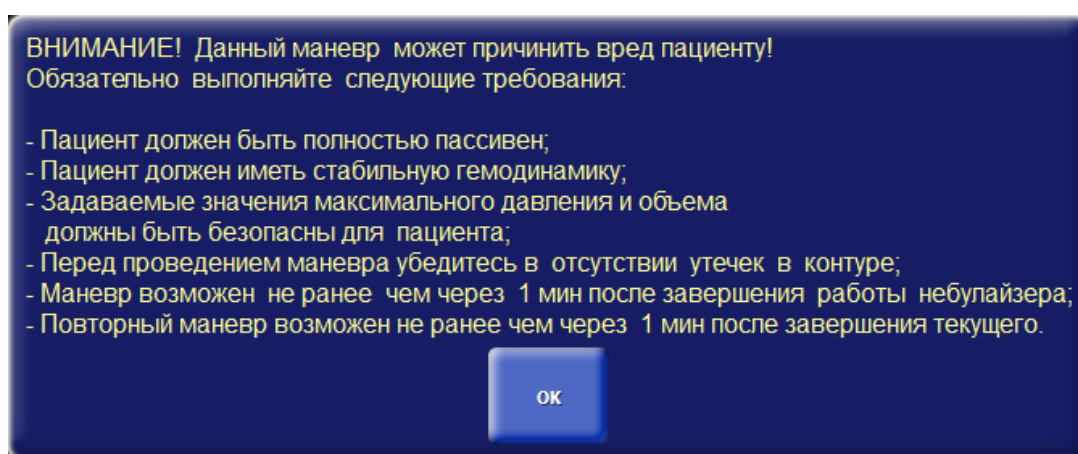 ВНИМАНИЕ! Данный маневр может причинить вред пациенту!
Обязательно выполняйте следующие требования:
- Пациент должен быть полностью пассивен;
- Пациент должен иметь стабильную гемодинамику;
- Задаваемые значения максимального давления и объема
должны быть безопасны для пациента;
- Перед проведением маневра убедитесь в отсутствии утечек в контуре;
- Маневр возможен не ранее чем через 1 мин после завершения работы небулайзера;
- Повторный маневр возможен не ранее чем через 1 мин после завершения текущего.
ОК